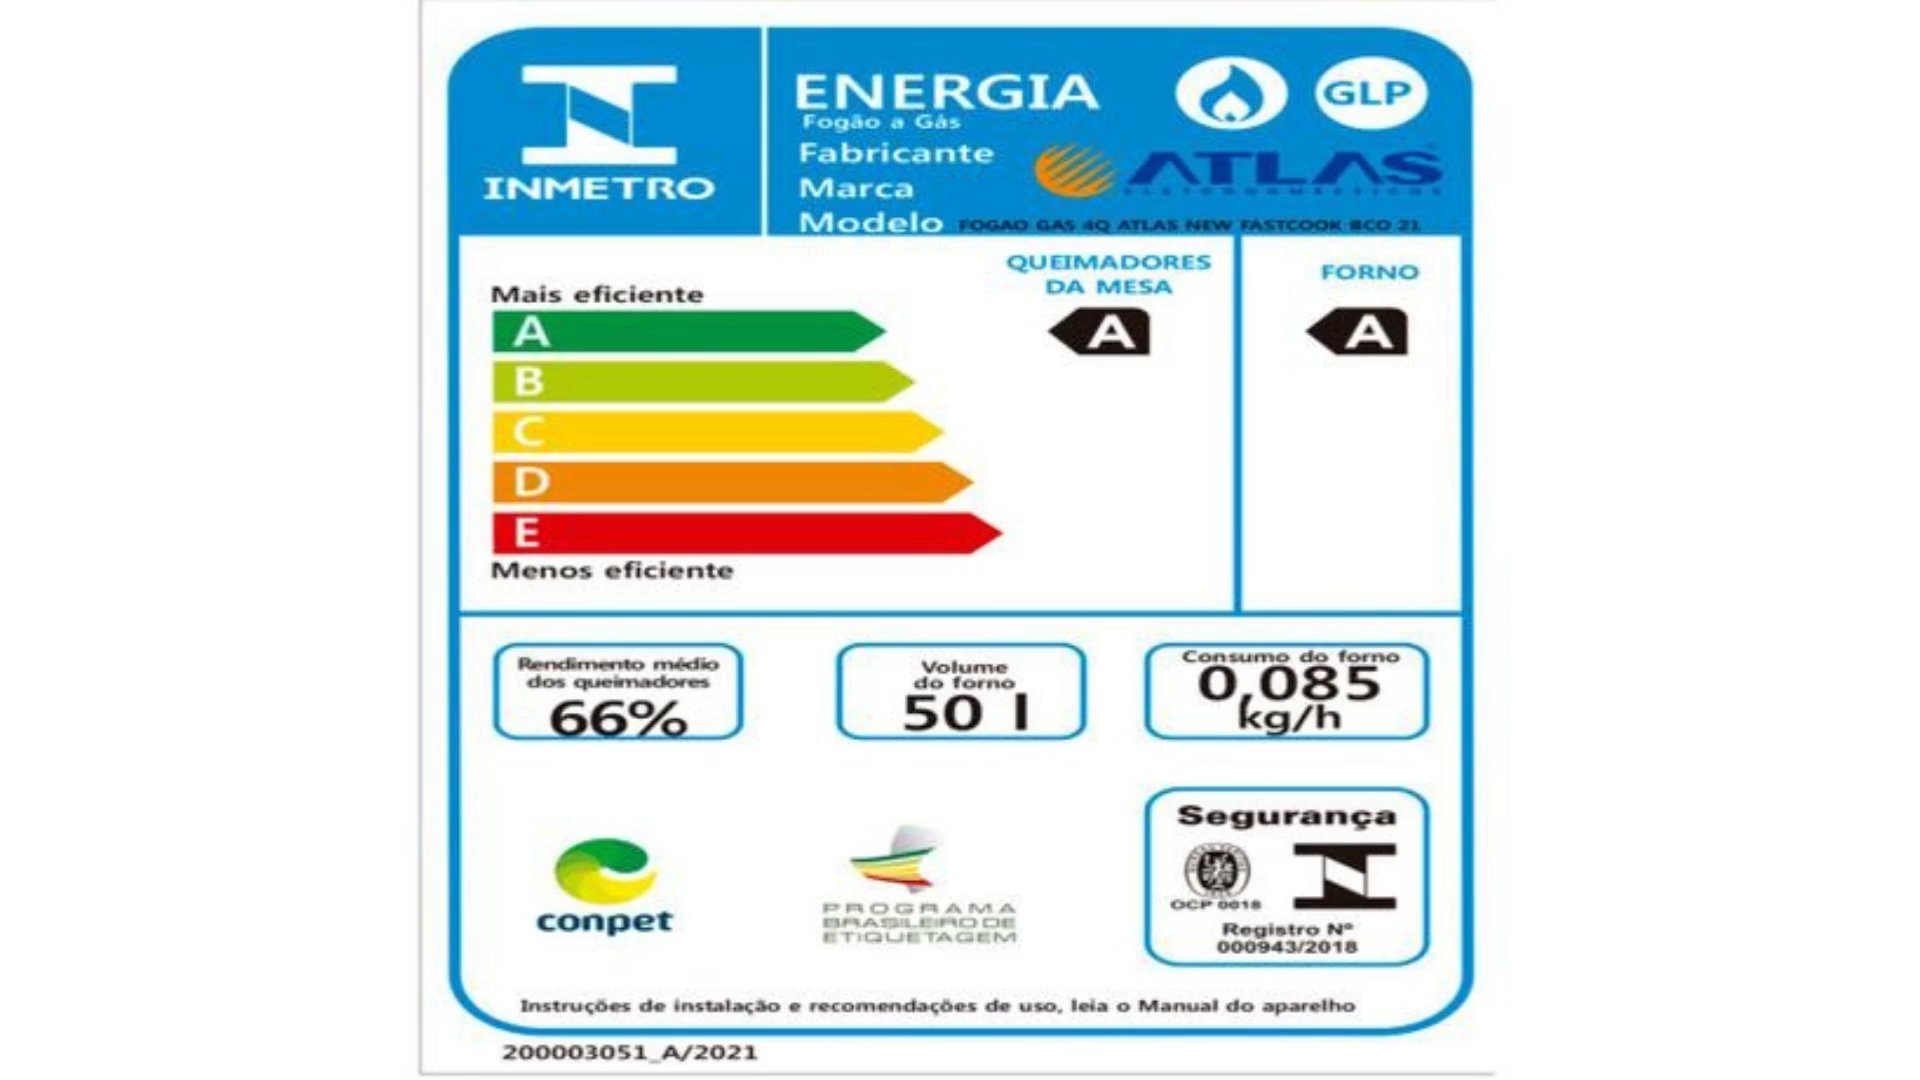 INMETRO
ENERGIA
Fogão a Gás
GLP
Fabricante
ATLAS
ELETRODOMÉSTICOS
Marca
Modelo FOGAO GAS 4Q ATLAS NEW FASTCOOK BCO 21
QUEIMADORES
DA MESA
FORNO
Mais eficiente
A
B
C
D
E
Menos eficiente
A
A
Rendimento médio
dos queimadores
66%
Volume
do forno
50 l
Consumo do forno
0,085
kg/h
conpet
PROGRAMA
BRASILEIRO DE
ETIQUETAGEM
Segurança
OCP 0018
Registro Nº
000943/2018
Instruções de instalação e recomendações de uso, leia o Manual do aparelho
200003051_A/2021